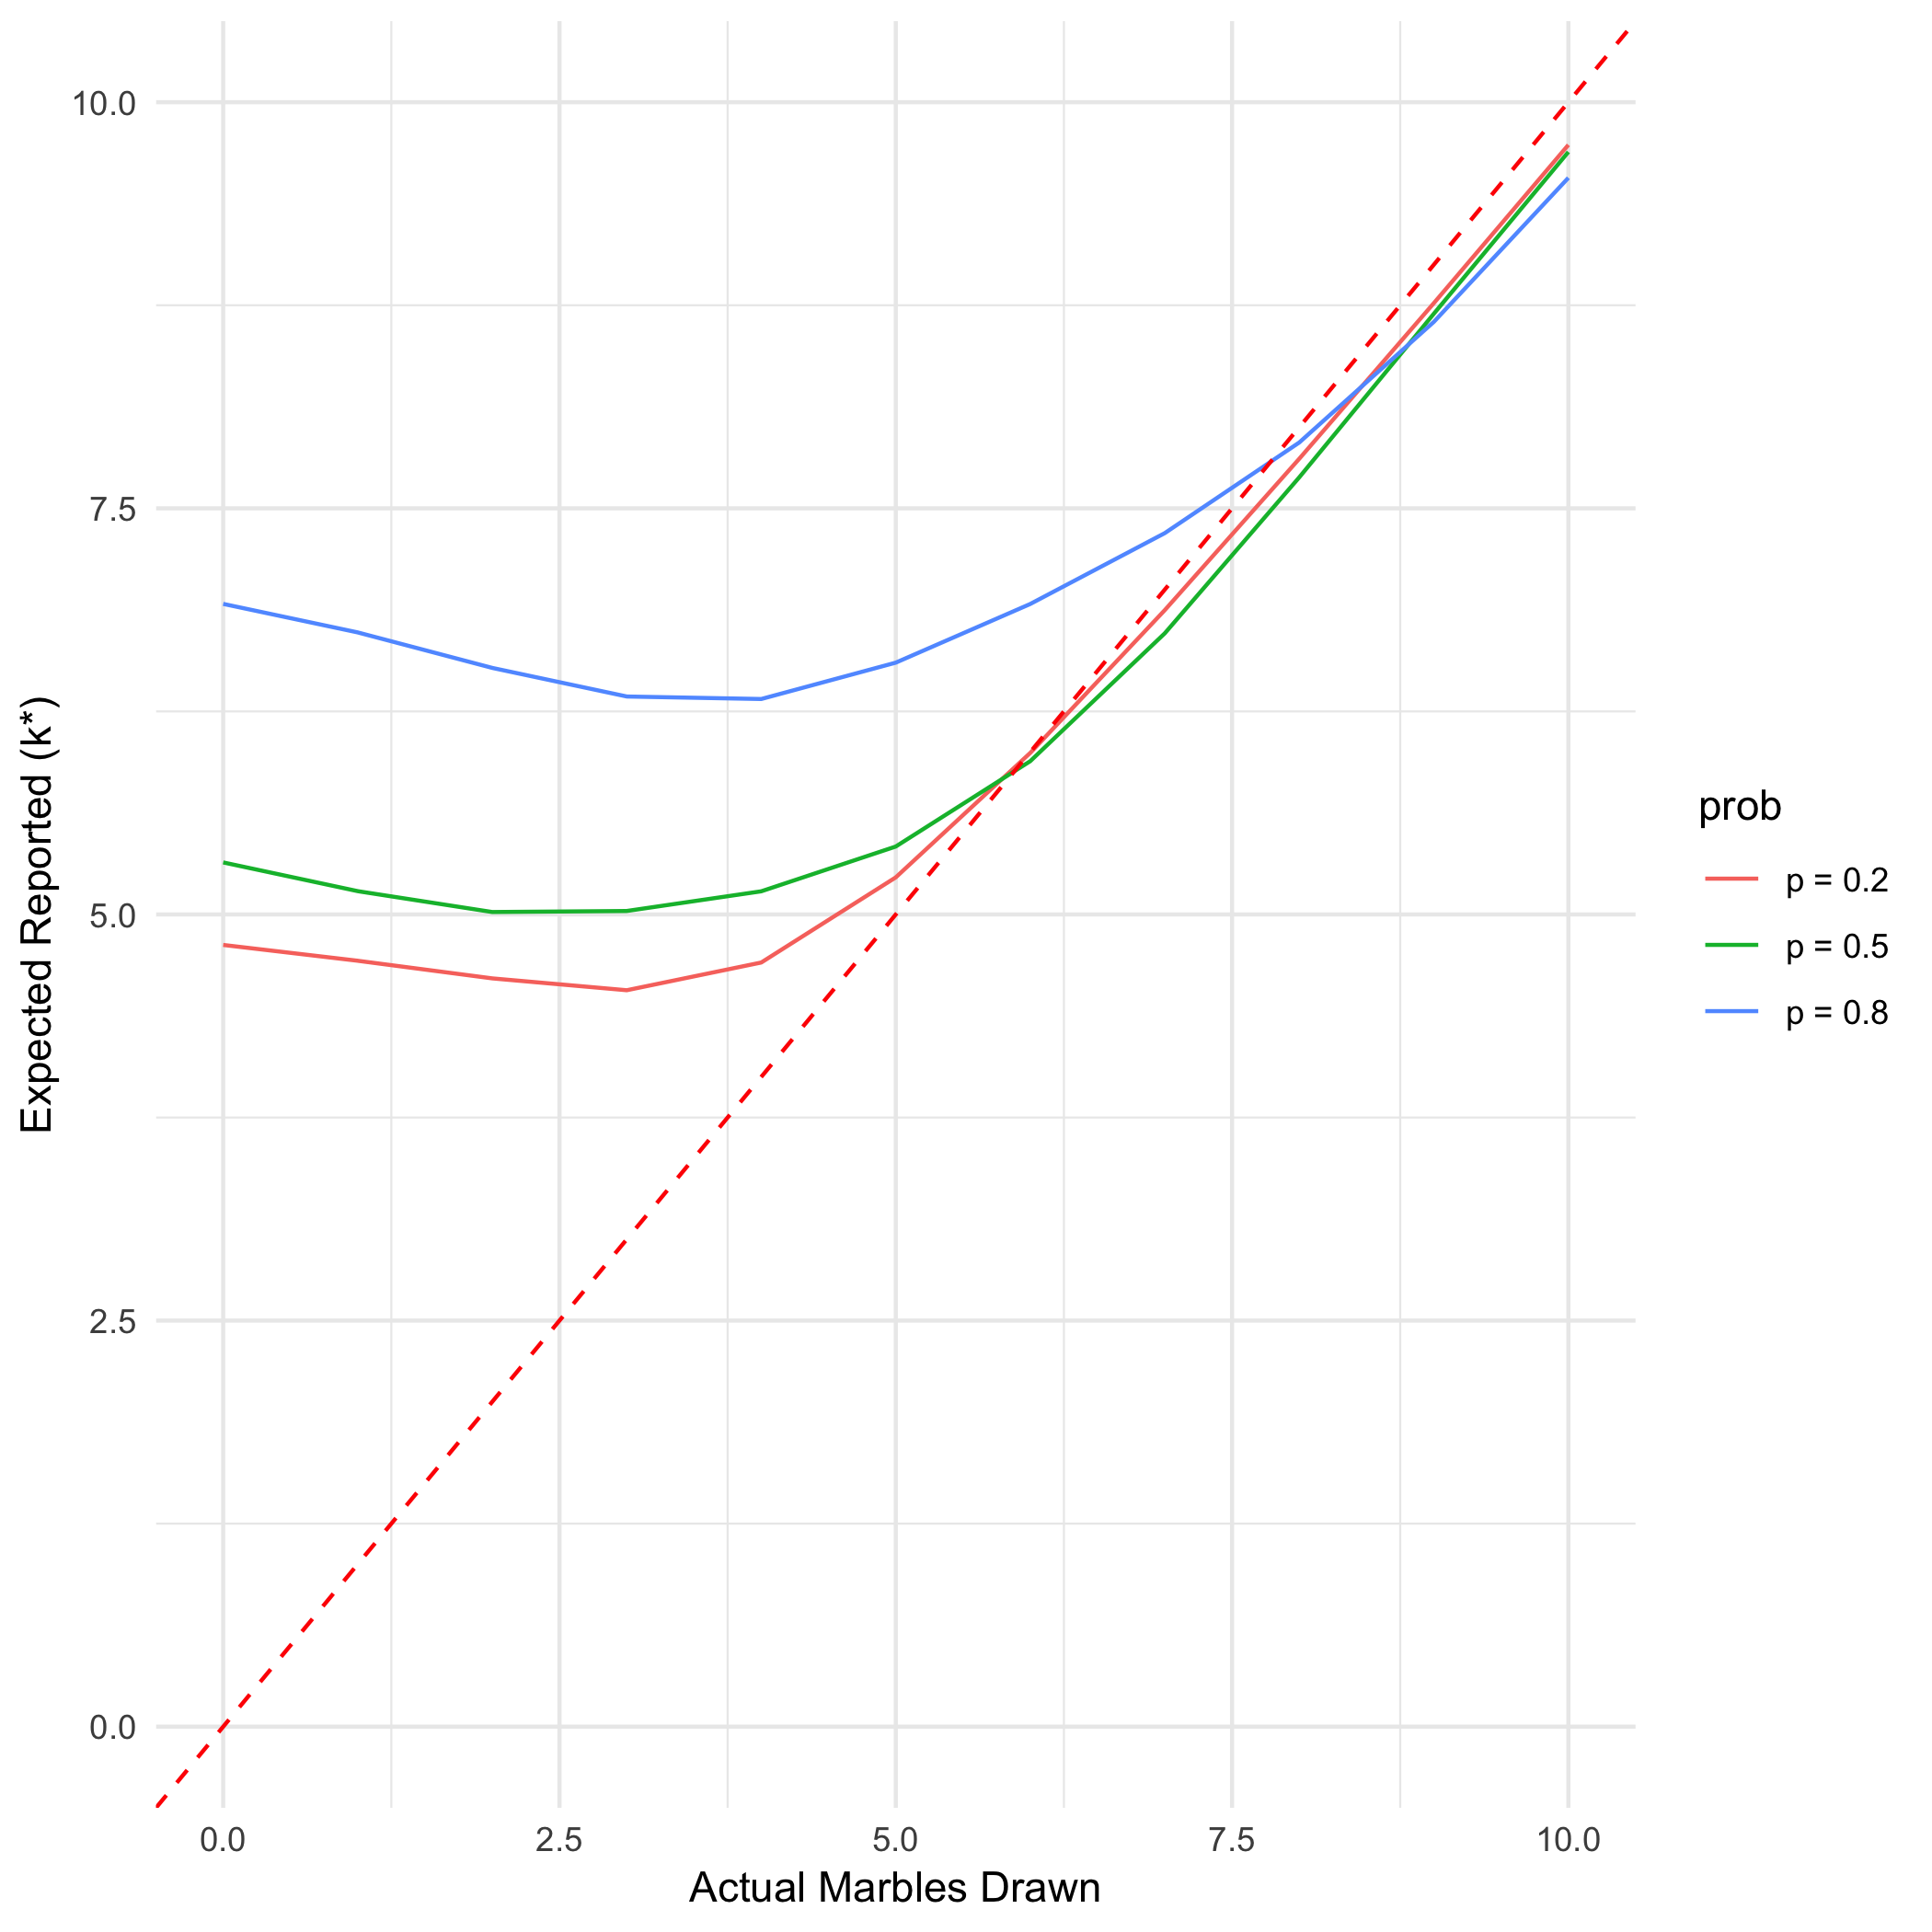 10.0
7.5
5.0
2.5
0.0
Expected Reported (k*)
0.0 2.5 5.0 7.5 10.0
Actual Marbles Drawn
prob
p = 0.2
p = 0.5
p = 0.8